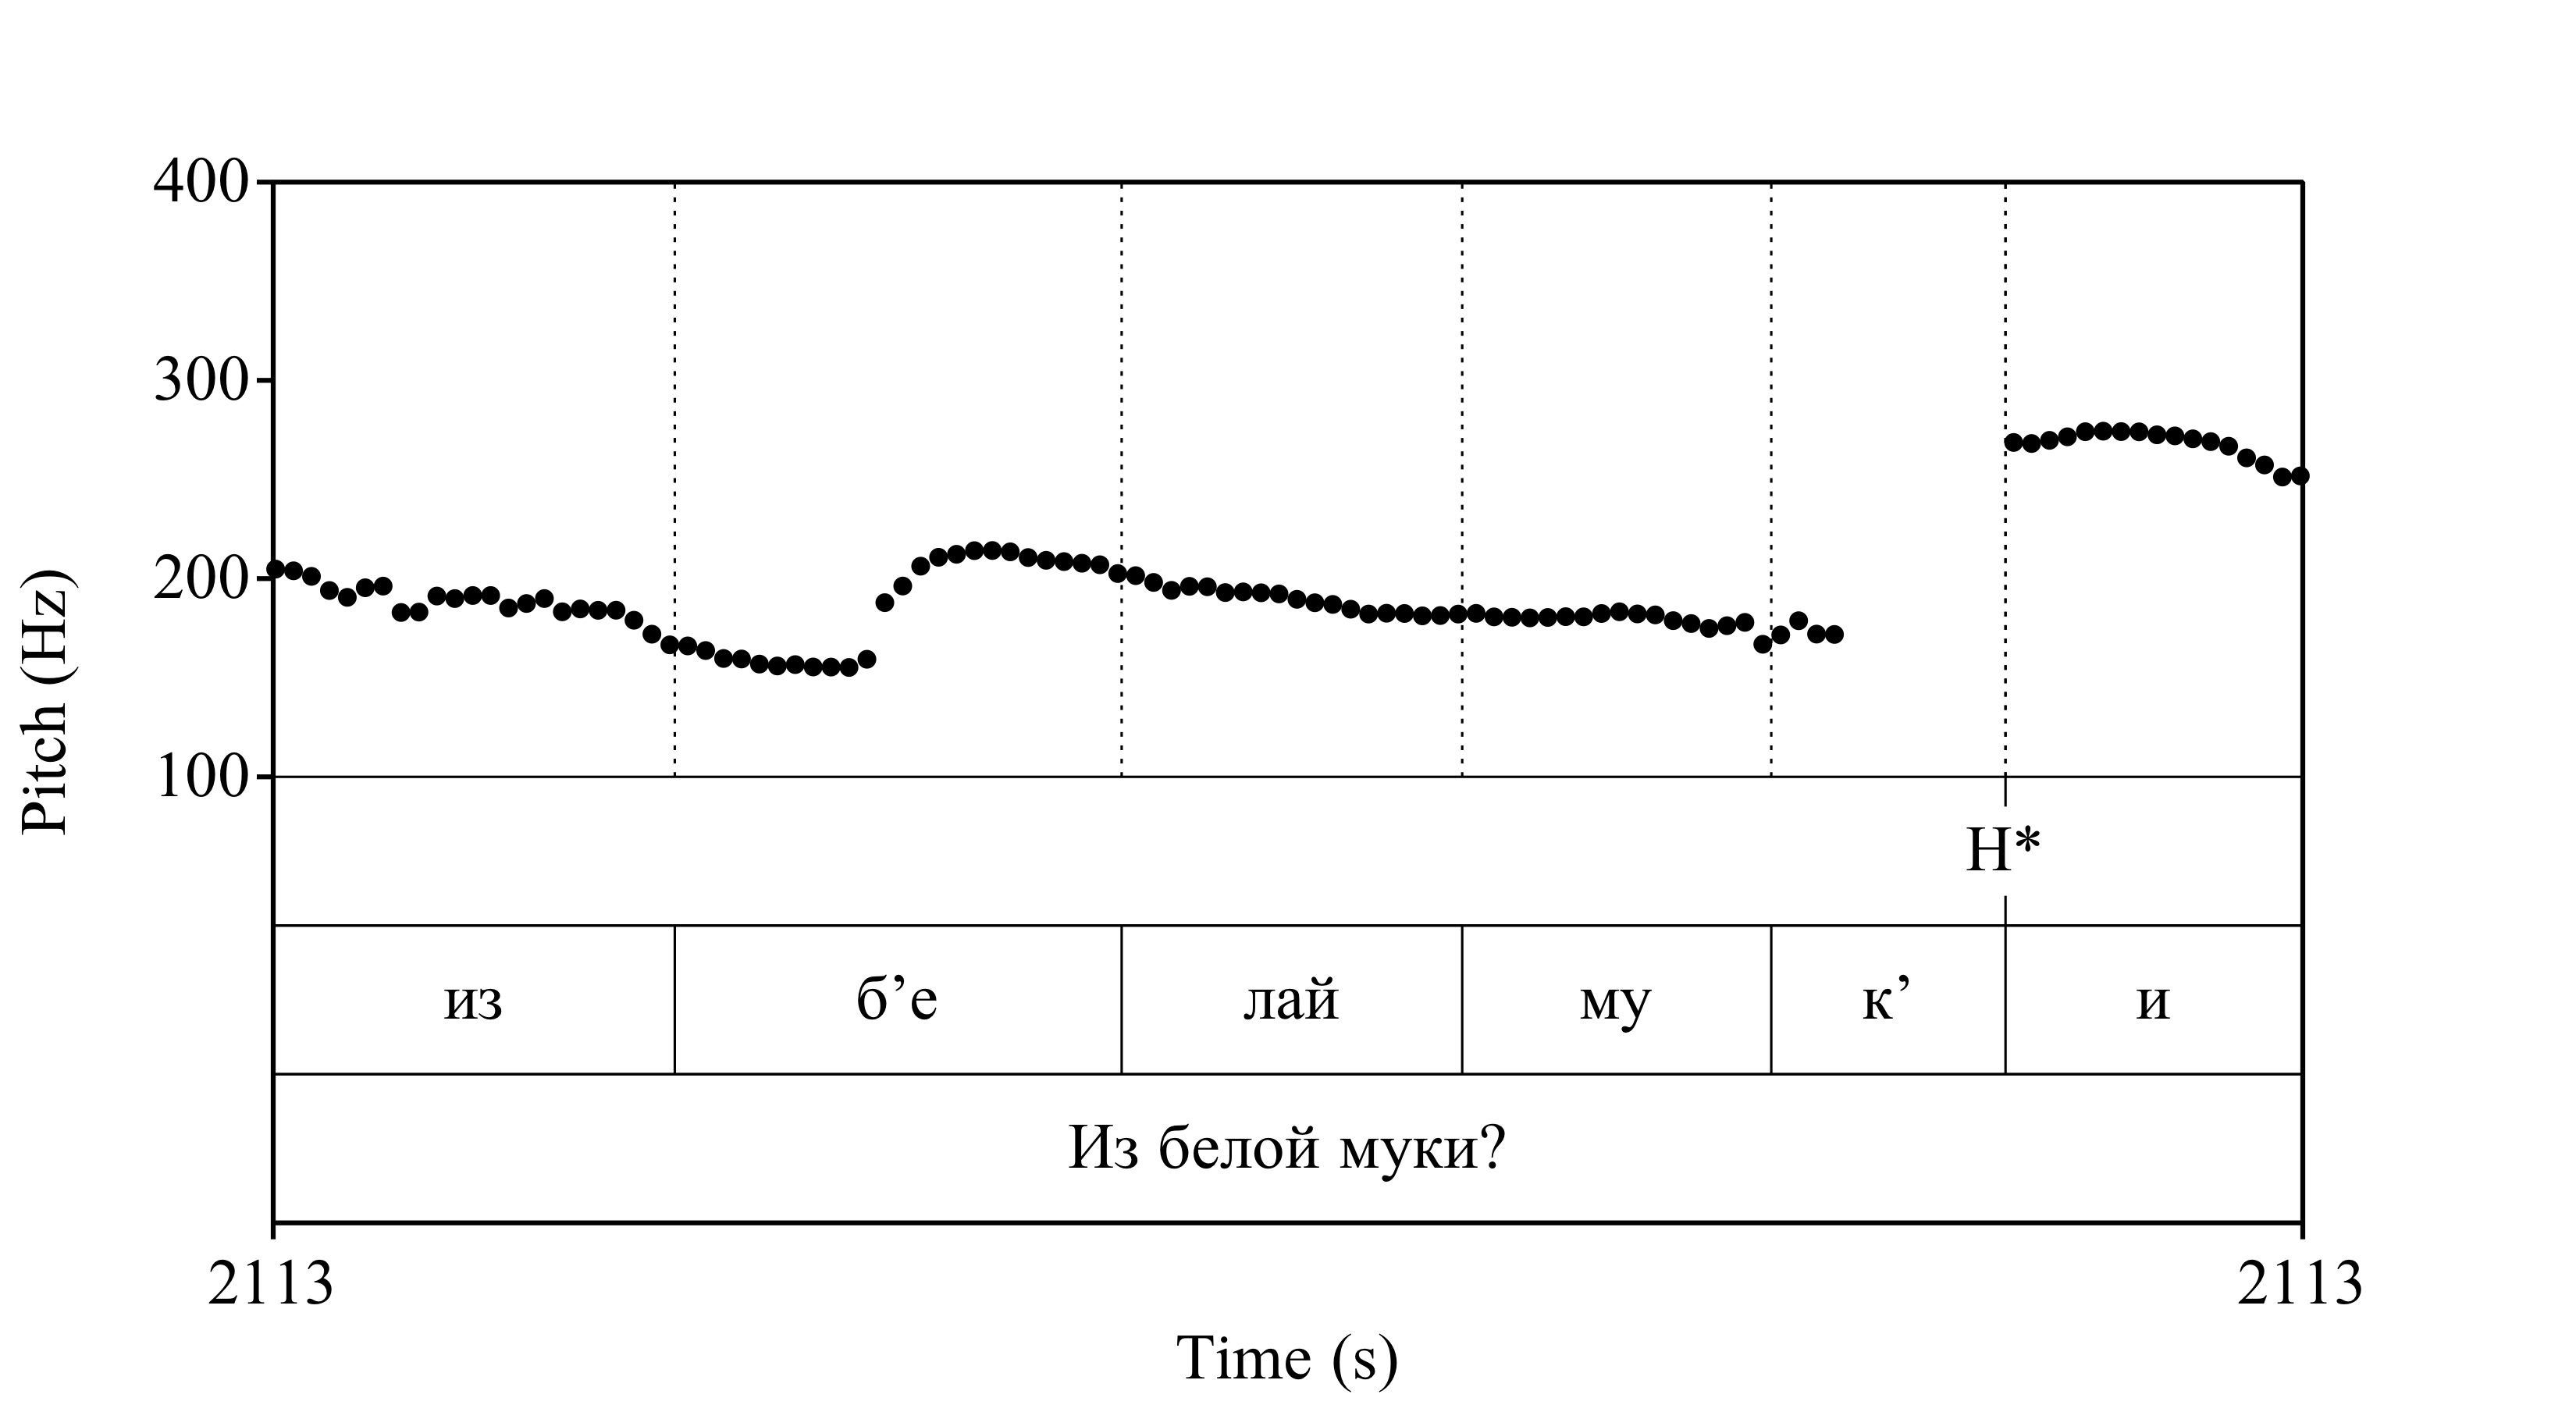 400
300
200
100
Pitch (Hz)
H*
из б’е лай му к’ и
Из белой муки?
2113 2113
Time (s)